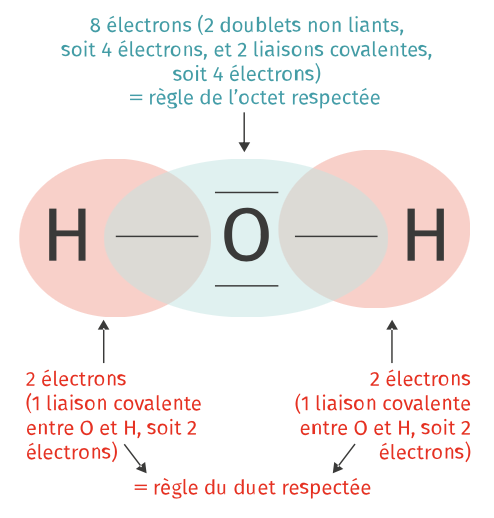 8 électrons (2 doublets non liants,
soit 4 électrons, et 2 liaisons covalentes,
soit 4 électrons)
= règle de l'octet respectée
H O H
2 électrons
(1 liaison covalente
entre O et H, soit 2
électrons)
2 électrons
(1 liaison covalente
entre O et H, soit 2
électrons)
= règle du duet respectée